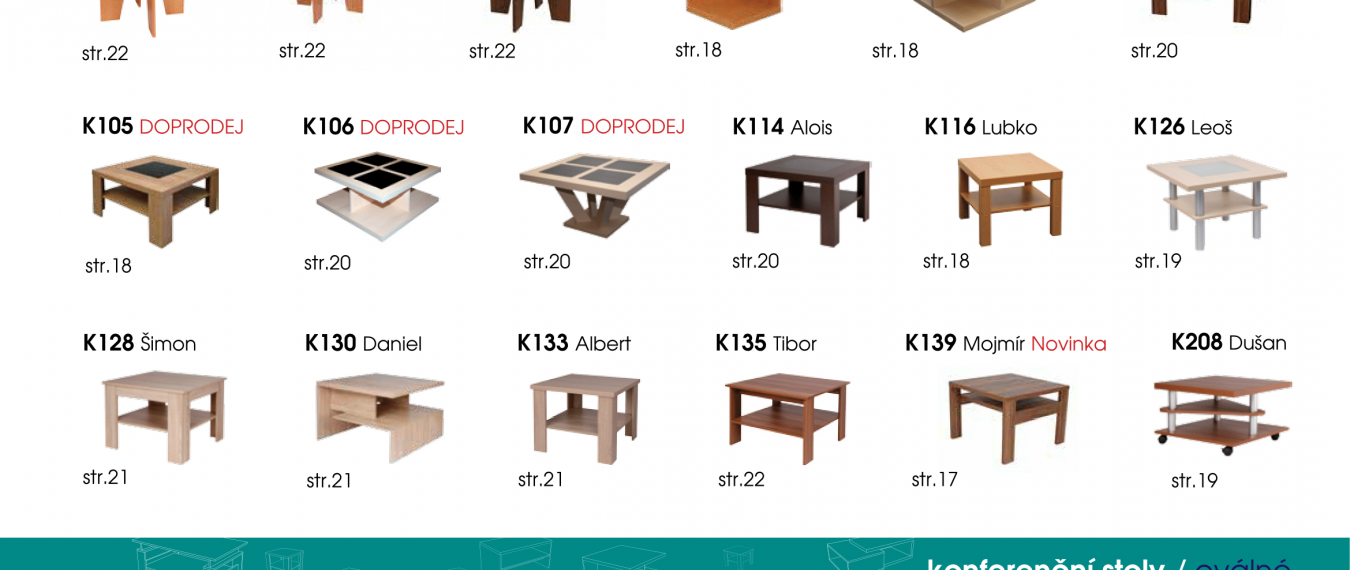 str.22
str.22
str.22
str.18
str.18
str.20
K105 DOPRODEJ
K106 DOPRODEJ
K107 DOPRODEJ
K114 Alois
K116 Lubko
K126 Leoš
str.18
str.20
str.20
str.20
str.18
str.19
K128 Šimon
K130 Daniel
K133 Albert
K135 Tibor
K139 Mojmír Novinka
K208 Dušan
str.21
str.21
str.21
str.22
str.17
str.19
konferenční stoly / oválné